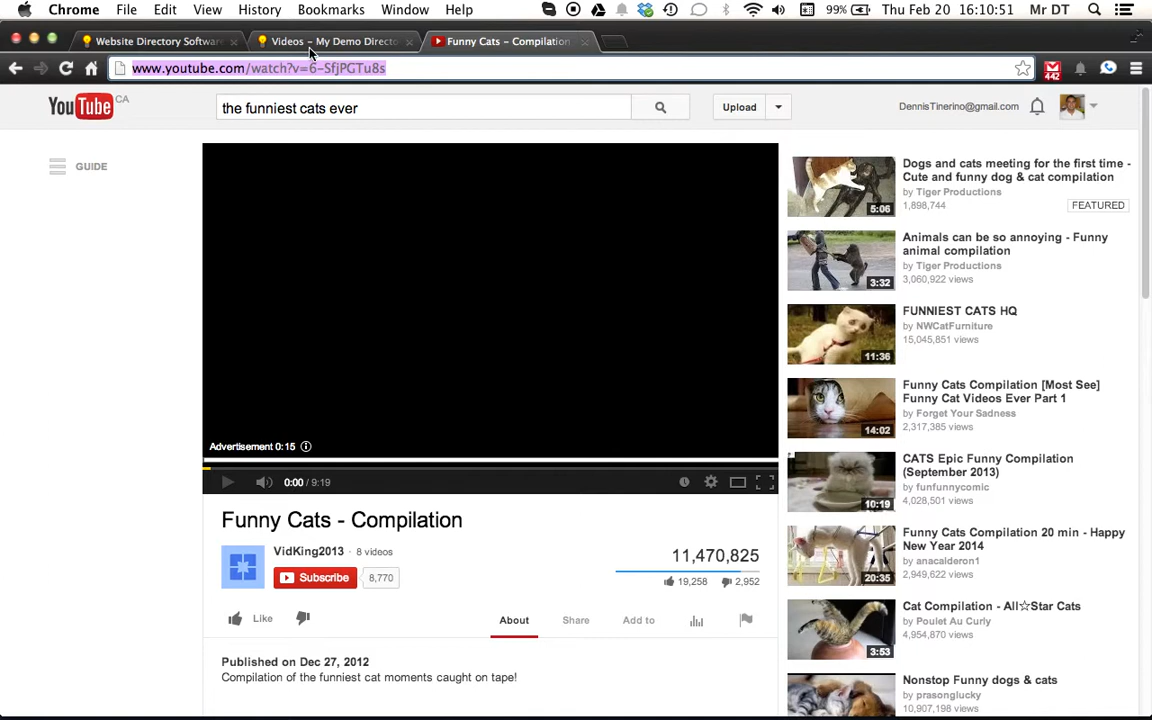 Chrome File Edit View History Bookmarks Window Help 99% Thu Feb 20 16:10:51 Mr DT
Website Directory Softwar Videos – My Demo Directo Funny Cats – Compilation
www.youtube.com/watch?v=6-SfjPGTu8s 442
YouTube CA the funniest cats ever Upload DennisTinerino@gmail.com
GUIDE
Dogs and cats meeting for the first time -
Cute and funny dog & cat compilation
by Tiger Productions
1,898,744 FEATURED
5:06
Animals can be so annoying - Funny
animal compilation
by Tiger Productions
3,060,922 views
3:32
FUNNIEST CATS HQ
by NWCatFurniture
15,045,851 views
11:36
Funny Cats Compilation [Most See]
Funny Cat Videos Ever Part 1
by Forget Your Sadness
2,317,385 views
14:02
CATS Epic Funny Compilation
(September 2013)
by funfunnycomic
4,028,501 views
10:19
Funny Cats Compilation 20 min - Happy
New Year 2014
by anacalderon1
2,949,622 views
20:35
Cat Compilation - All☆Star Cats
by Poulet Au Curly
4,954,870 views
3:53
Nonstop Funny dogs & cats
by prasonglucky
10,907,198 views
Advertisement 0:15
0:00 / 9:19
Funny Cats - Compilation
VidKing2013 · 8 videos
Subscribe 8,770
11,470,825
19,258 2,952
Like About Share Add to
Published on Dec 27, 2012
Compilation of the funniest cat moments caught on tape!